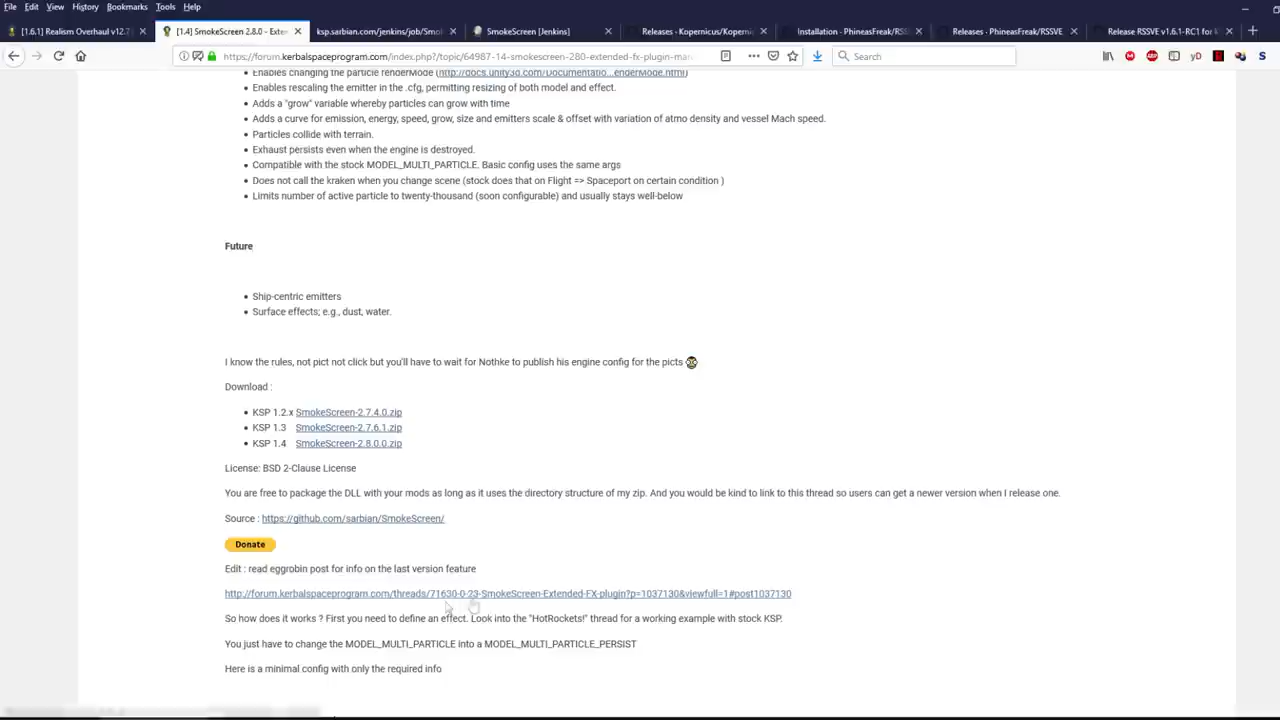 File Edit View History Bookmarks Tools Help
[1.6.1] Realism Overhaul v12.7
[1.4] SmokeScreen 2.8.0 - Exten
ksp.sarbian.com/jenkins/job/Smok
SmokeScreen [Jenkins]
Releases · Kopernicus/Koperni
Installation · PhineasFreak/RSS
Releases · PhineasFreak/RSSVE
Release RSSVE v1.6.1-RC1 for k
https://forum.kerbalspaceprogram.com/index.php?/topic/64987-14-smokescreen-280-extended-fx-plugin-mar
Search
Enables changing the particle renderMode (http://docs.unity3d.com/Documentatio...enderMode.html)
Enables rescaling the emitter in the .cfg, permitting resizing of both model and effect.
Adds a "grow" variable whereby particles can grow with time
Adds a curve for emission, energy, speed, grow, size and emitters scale & offset with variation of atmo density and vessel Mach speed.
Particles collide with terrain.
Exhaust persists even when the engine is destroyed.
Compatible with the stock MODEL_MULTI_PARTICLE. Basic config uses the same args
Does not call the kraken when you change scene (stock does that on Flight => Spaceport on certain condition )
Limits number of active particle to twenty-thousand (soon configurable) and usually stays well-below
Future
Ship-centric emitters
Surface effects; e.g., dust, water.
I know the rules, not pict not click but you'll have to wait for Nothke to publish his engine config for the picts
Download :
KSP 1.2.x SmokeScreen-2.7.4.0.zip
KSP 1.3 SmokeScreen-2.7.6.1.zip
KSP 1.4 SmokeScreen-2.8.0.0.zip
License: BSD 2-Clause License
You are free to package the DLL with your mods as long as it uses the directory structure of my zip. And you would be kind to link to this thread so users can get a newer version when I release one.
Source : https://github.com/sarbian/SmokeScreen/
Donate
Edit : read eggrobin post for info on the last version feature
http://forum.kerbalspaceprogram.com/threads/71630-0-23-SmokeScreen-Extended-FX-plugin?p=1037130&viewfull=1#post1037130
So how does it works ? First you need to define an effect. Look into the "HotRockets!" thread for a working example with stock KSP.
You just have to change the MODEL_MULTI_PARTICLE into a MODEL_MULTI_PARTICLE_PERSIST
Here is a minimal config with only the required info